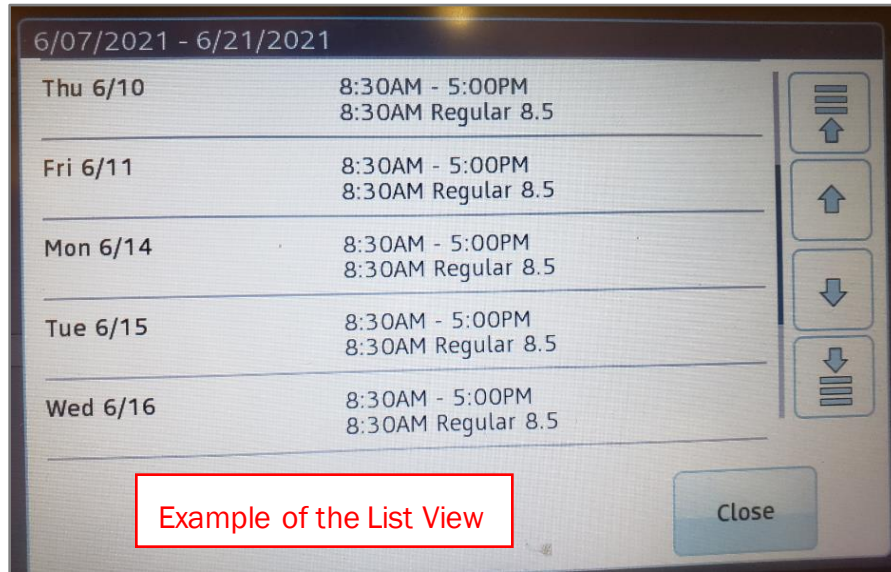 6/07/2021 - 6/21/2021
Thu 6/10
8:30AM - 5:00PM
8:30AM Regular 8.5
Fri 6/11
8:30AM - 5:00PM
8:30AM Regular 8.5
Mon 6/14
8:30AM - 5:00PM
8:30AM Regular 8.5
Tue 6/15
8:30AM - 5:00PM
8:30AM Regular 8.5
Wed 6/16
8:30AM - 5:00PM
8:30AM Regular 8.5
Example of the List View
Close